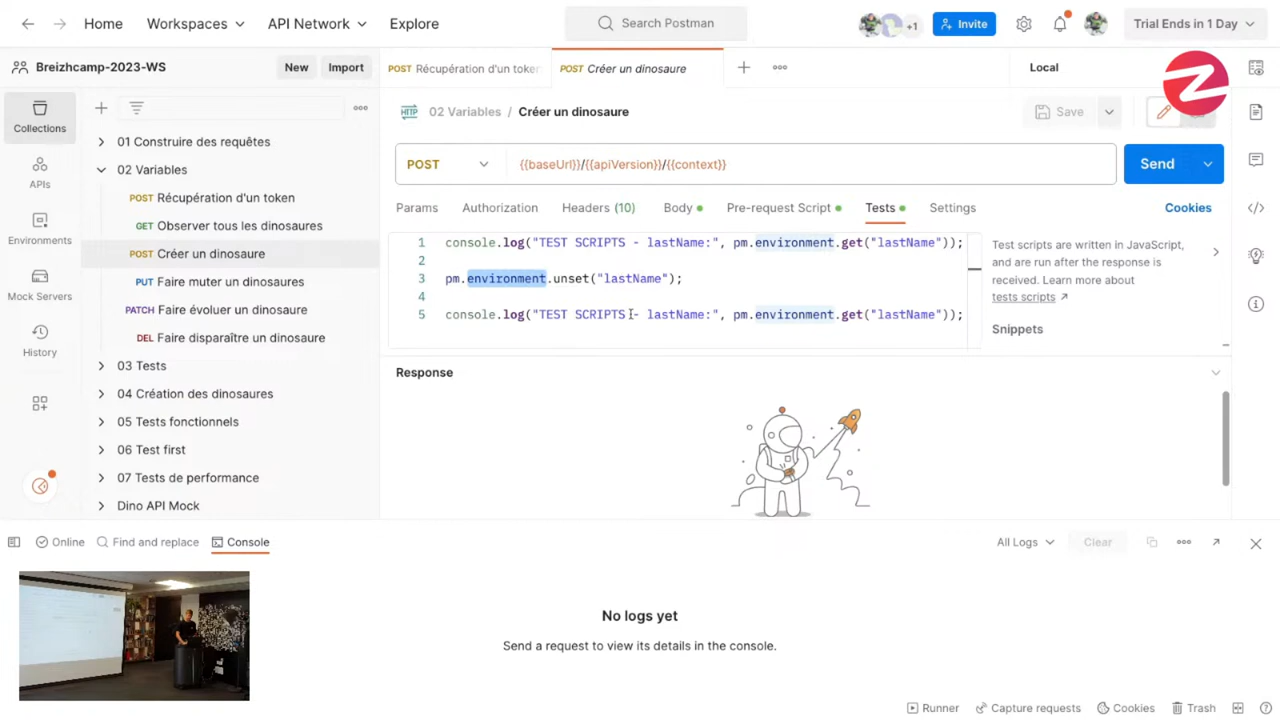 Home Workspaces API Network Explore Search Postman +1 Invite Trial Ends in 1 Day
Breizhcamp-2023-WS New Import POST Récupération d'un token POST Créer un dinosaure Local
Collections
APIs
Environments
Mock Servers
History
01 Construire des requêtes
02 Variables
POST Récupération d'un token
GET Observer tous les dinosaures
POST Créer un dinosaure
PUT Faire muter un dinosaures
PATCH Faire évoluer un dinosaure
DEL Faire disparaître un dinosaure
03 Tests
04 Création des dinosaures
05 Tests fonctionnels
06 Test first
07 Tests de performance
Dino API Mock
HTTP 02 Variables / Créer un dinosaure Save
POST {{baseUrl}}/{{apiVersion}}/{{context}} Send
Params Authorization Headers (10) Body Pre-request Script Tests Settings Cookies
1 console.log("TEST SCRIPTS - lastName:", pm.environment.get("lastName"));
2
3 pm.environment.unset("lastName");
4
5 console.log("TEST SCRIPTS - lastName:", pm.environment.get("lastName"));
Test scripts are written in JavaScript,
and are run after the response is
received. Learn more about
tests scripts
Snippets
Response
Online Find and replace Console All Logs Clear
No logs yet
Send a request to view its details in the console.
Runner Capture requests Cookies Trash